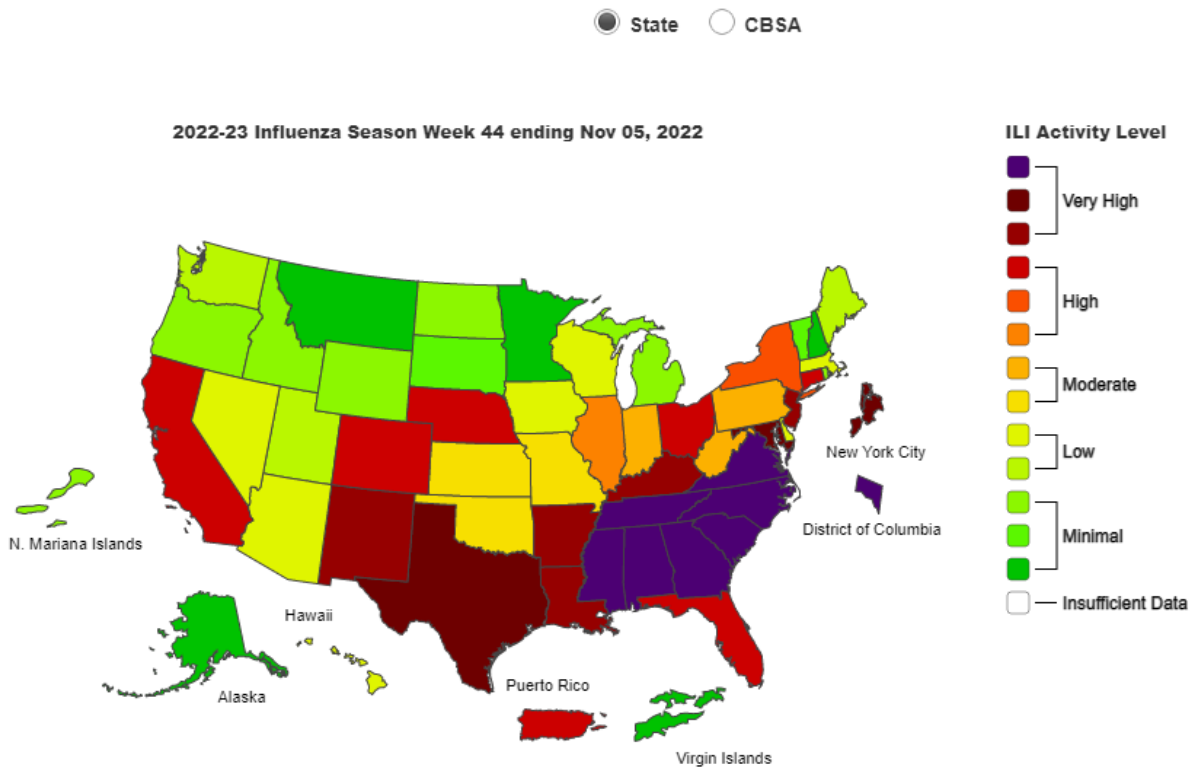 State CBSA
2022-23 Influenza Season Week 44 ending Nov 05, 2022
ILI Activity Level
Very High
High
Moderate
Low
Minimal
Insufficient Data
New York City
District of Columbia
N. Mariana Islands
Hawaii
Alaska
Puerto Rico
Virgin Islands